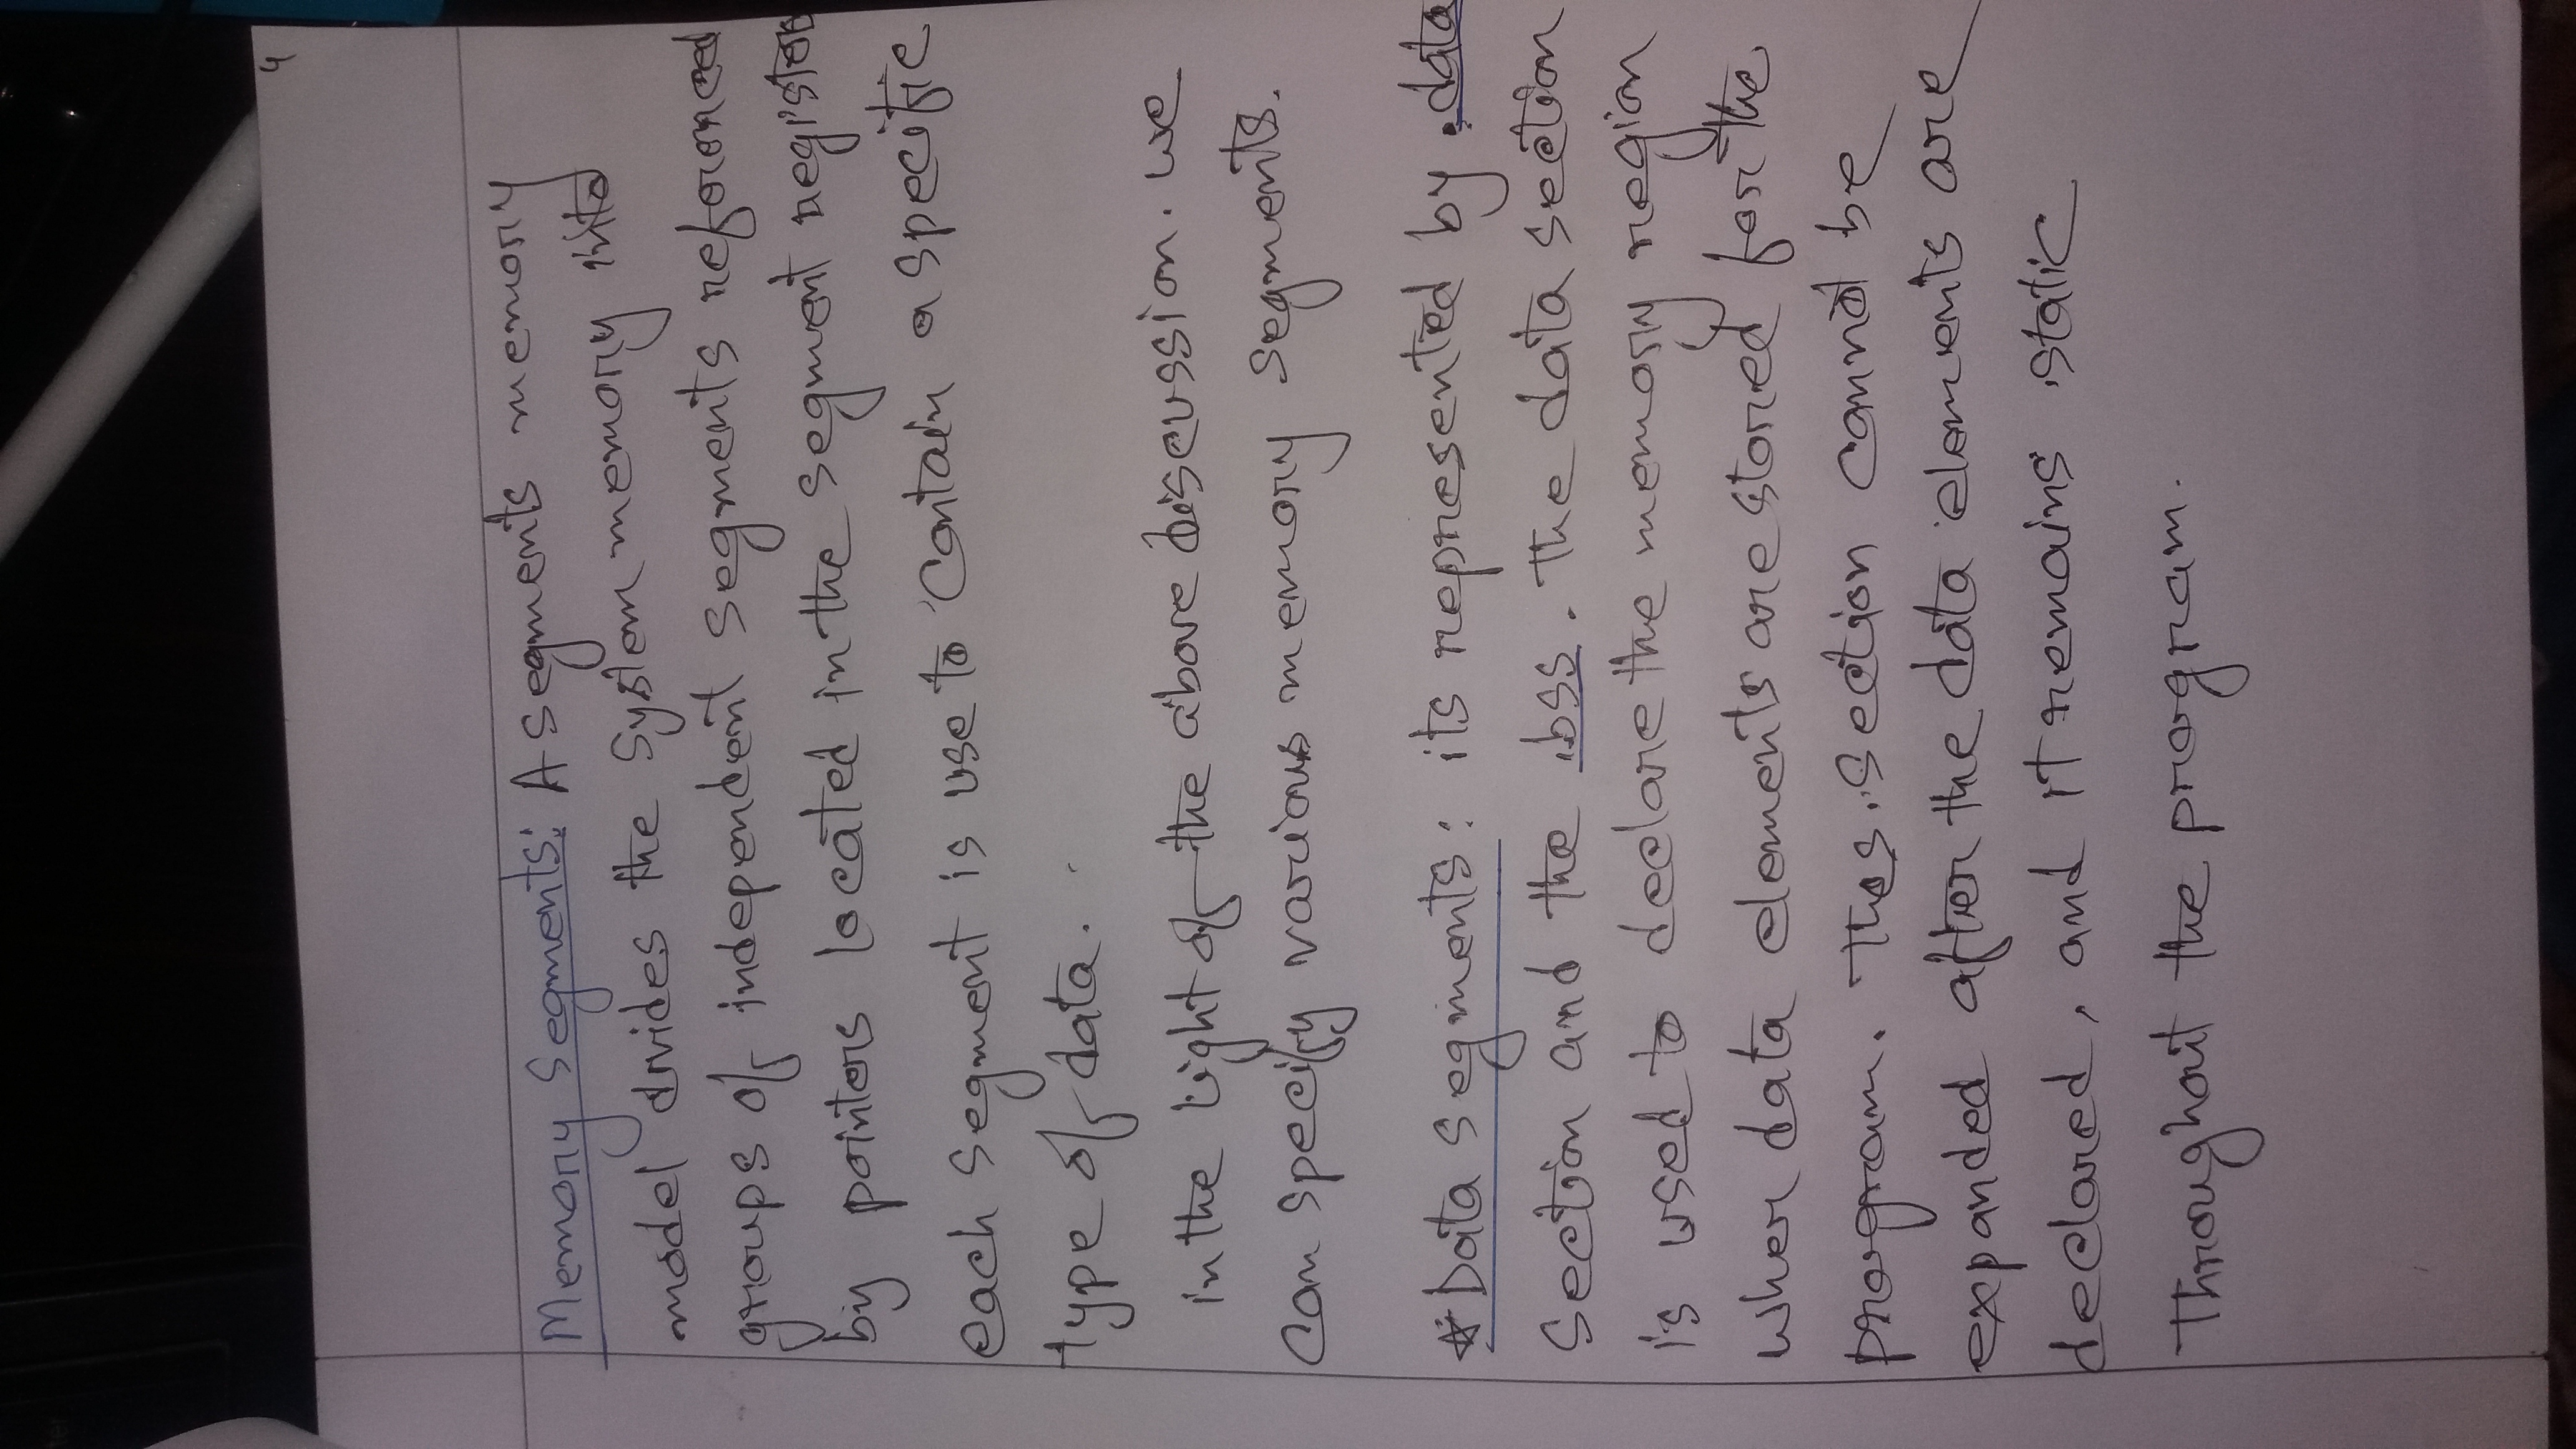 4
Memory Segments: A segments memory
model divides the system memory into
groups of independent segments referenced
by pointers located in the segment registers
each segment is use to contain a specific
type of data.
in the light of the above discussion. we
can specify various memory segments.
*Data segments: its represented by .data
section and the .bss. The data section
is used to declare the memory region
wher data elements are stored for the
program. Thes section cannot be
expanded after the data elements are
declared, and it remains static
Throughout the program.